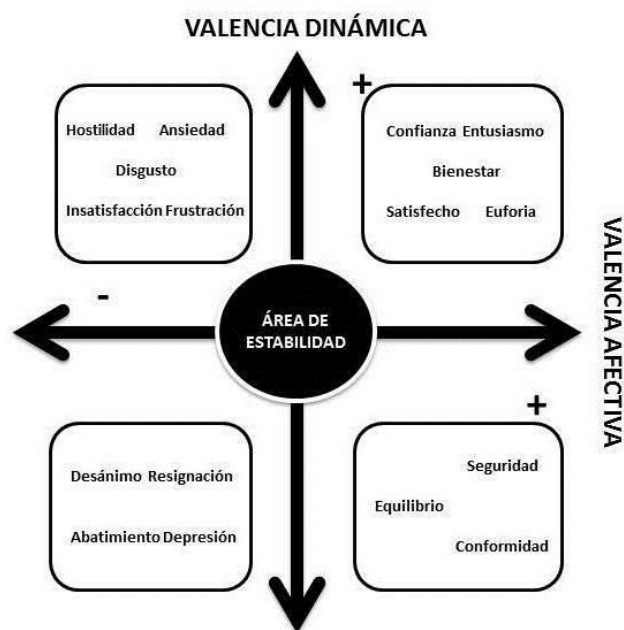 VALENCIA DINÁMICA
+
Hostilidad Ansiedad
Disgusto
Insatisfacción Frustración
Confianza Entusiasmo
Bienestar
Satisfecho Euforia
VALENCIA AFECTIVA
-
ÁREA DE
ESTABILIDAD
+
Desánimo Resignación
Abatimiento Depresión
Seguridad
Equilibrio
Conformidad